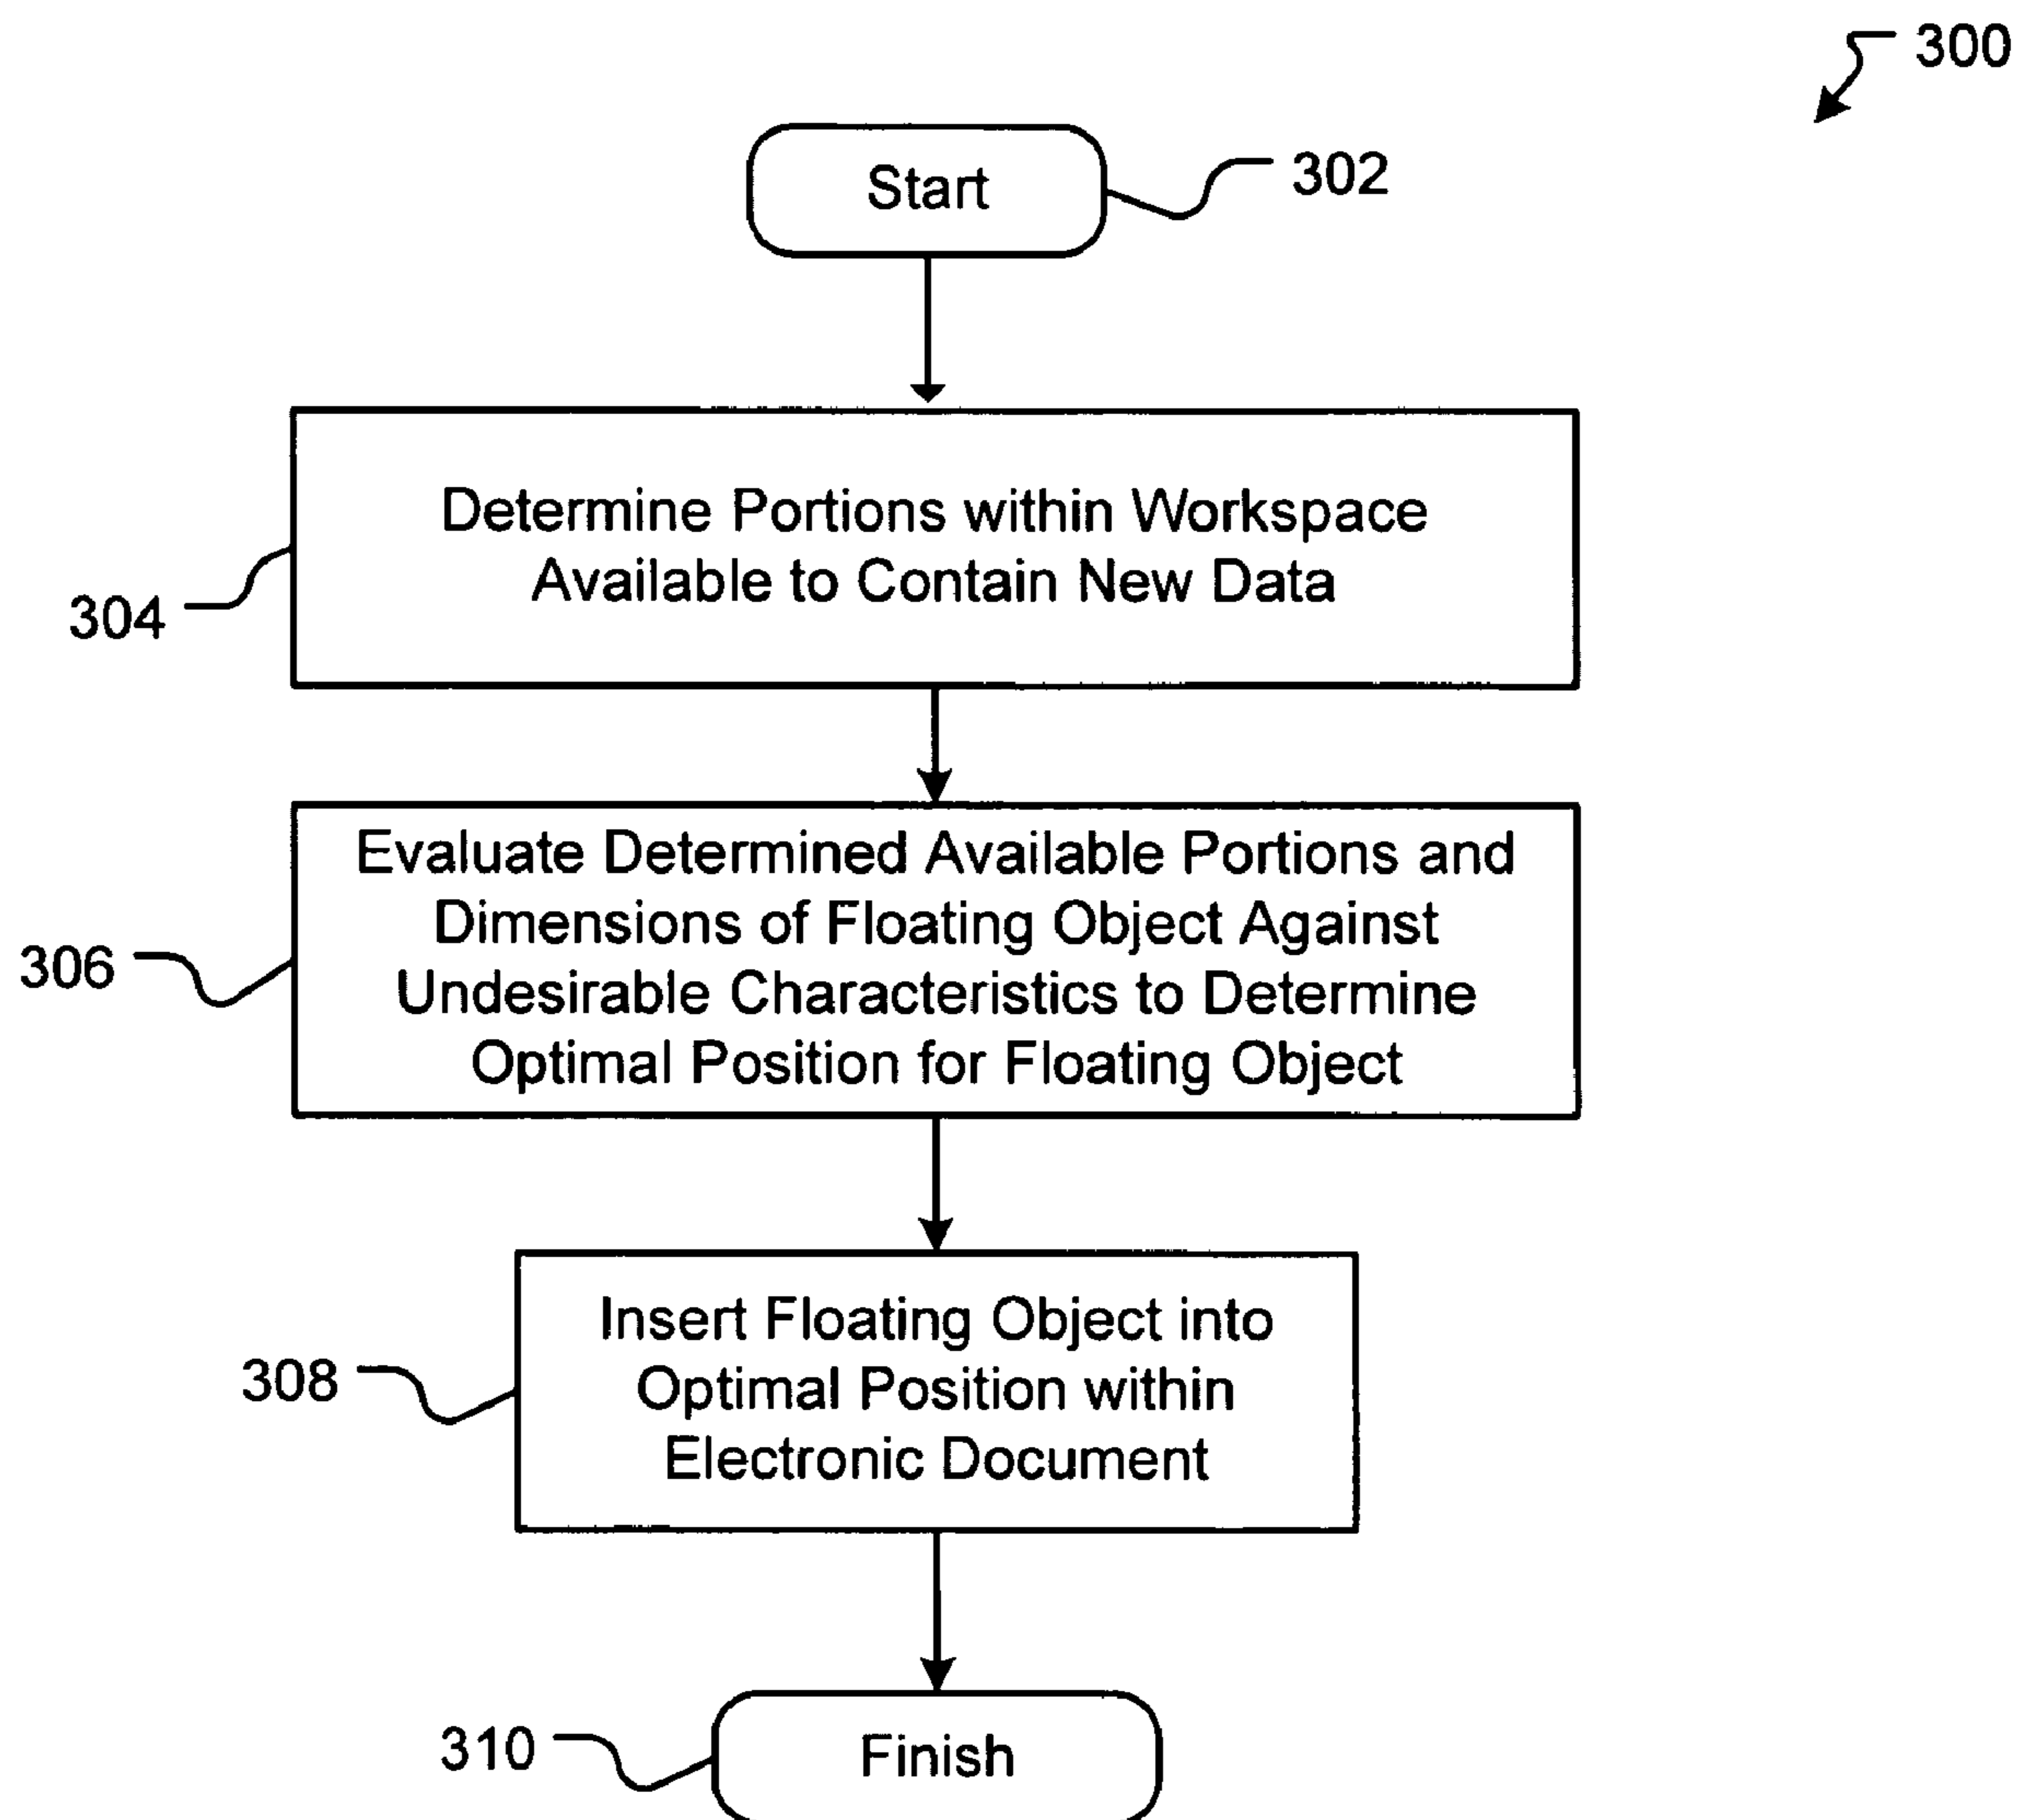 300
Start
302
Determine Portions within Workspace
Available to Contain New Data
304
Evaluate Determined Available Portions and
Dimensions of Floating Object Against
Undesirable Characteristics to Determine
Optimal Position for Floating Object
306
Insert Floating Object into
Optimal Position within
Electronic Document
308
Finish
310